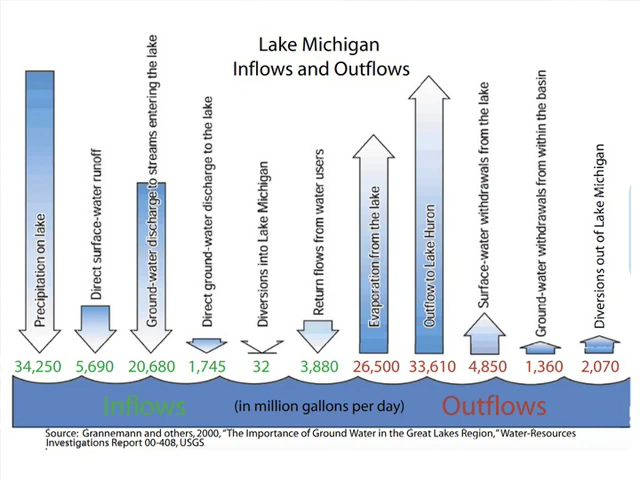 Lake Michigan
Inflows and Outflows
Precipitation on lake
Direct surface-water runoff
Ground-water discharge to streams entering the lake
Direct ground-water discharge to the lake
Diversions into Lake Michigan
Return flows from water users
Evaporation from the lake
Outflow to Lake Huron
Surface-water withdrawals from the lake
Ground-water withdrawals from within the basin
Diversions out of Lake Michigan
34,250 5,690 20,680 1,745 32 3,880 26,500 33,610 4,850 1,360 2,070
Inflows (in million gallons per day) Outflows
Source: Grannemann and others, 2000, "The Importance of Ground Water in the Great Lakes Region," Water-Resources
Investigations Report 00-408, USGS